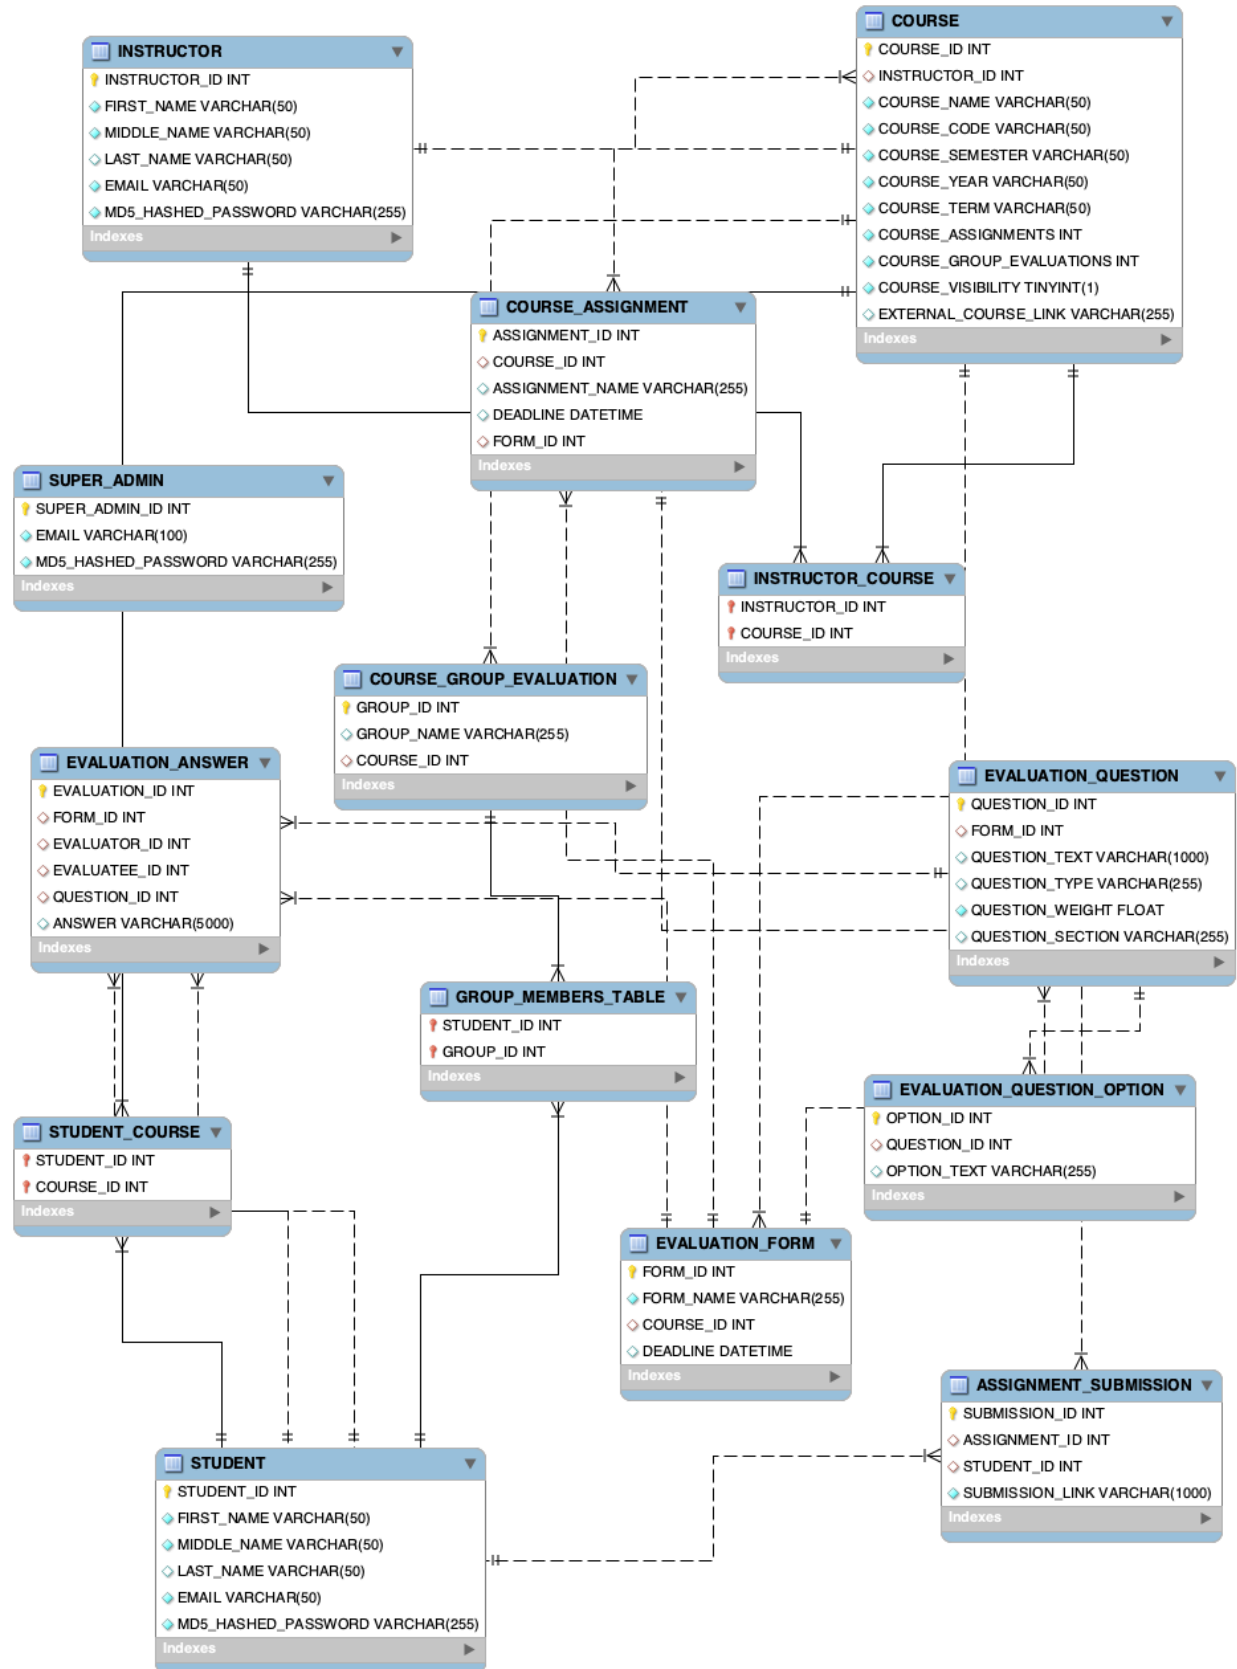 INSTRUCTOR
INSTRUCTOR_ID INT
FIRST_NAME VARCHAR(50)
MIDDLE_NAME VARCHAR(50)
LAST_NAME VARCHAR(50)
EMAIL VARCHAR(50)
MD5_HASHED_PASSWORD VARCHAR(255)
Indexes
COURSE
COURSE_ID INT
INSTRUCTOR_ID INT
COURSE_NAME VARCHAR(50)
COURSE_CODE VARCHAR(50)
COURSE_SEMESTER VARCHAR(50)
COURSE_YEAR VARCHAR(50)
COURSE_TERM VARCHAR(50)
COURSE_ASSIGNMENTS INT
COURSE_GROUP_EVALUATIONS INT
COURSE_VISIBILITY TINYINT(1)
EXTERNAL_COURSE_LINK VARCHAR(255)
Indexes
COURSE_ASSIGNMENT
ASSIGNMENT_ID INT
COURSE_ID INT
ASSIGNMENT_NAME VARCHAR(255)
DEADLINE DATETIME
FORM_ID INT
Indexes
SUPER_ADMIN
SUPER_ADMIN_ID INT
EMAIL VARCHAR(100)
MD5_HASHED_PASSWORD VARCHAR(255)
Indexes
INSTRUCTOR_COURSE
INSTRUCTOR_ID INT
COURSE_ID INT
Indexes
COURSE_GROUP_EVALUATION
GROUP_ID INT
GROUP_NAME VARCHAR(255)
COURSE_ID INT
Indexes
EVALUATION_ANSWER
EVALUATION_ID INT
FORM_ID INT
EVALUATOR_ID INT
EVALUATEE_ID INT
QUESTION_ID INT
ANSWER VARCHAR(5000)
Indexes
EVALUATION_QUESTION
QUESTION_ID INT
FORM_ID INT
QUESTION_TEXT VARCHAR(1000)
QUESTION_TYPE VARCHAR(255)
QUESTION_WEIGHT FLOAT
QUESTION_SECTION VARCHAR(255)
Indexes
GROUP_MEMBERS_TABLE
STUDENT_ID INT
GROUP_ID INT
Indexes
EVALUATION_QUESTION_OPTION
OPTION_ID INT
QUESTION_ID INT
OPTION_TEXT VARCHAR(255)
Indexes
STUDENT_COURSE
STUDENT_ID INT
COURSE_ID INT
Indexes
EVALUATION_FORM
FORM_ID INT
FORM_NAME VARCHAR(255)
COURSE_ID INT
DEADLINE DATETIME
Indexes
ASSIGNMENT_SUBMISSION
SUBMISSION_ID INT
ASSIGNMENT_ID INT
STUDENT_ID INT
SUBMISSION_LINK VARCHAR(1000)
Indexes
STUDENT
STUDENT_ID INT
FIRST_NAME VARCHAR(50)
MIDDLE_NAME VARCHAR(50)
LAST_NAME VARCHAR(50)
EMAIL VARCHAR(50)
MD5_HASHED_PASSWORD VARCHAR(255)
Indexes